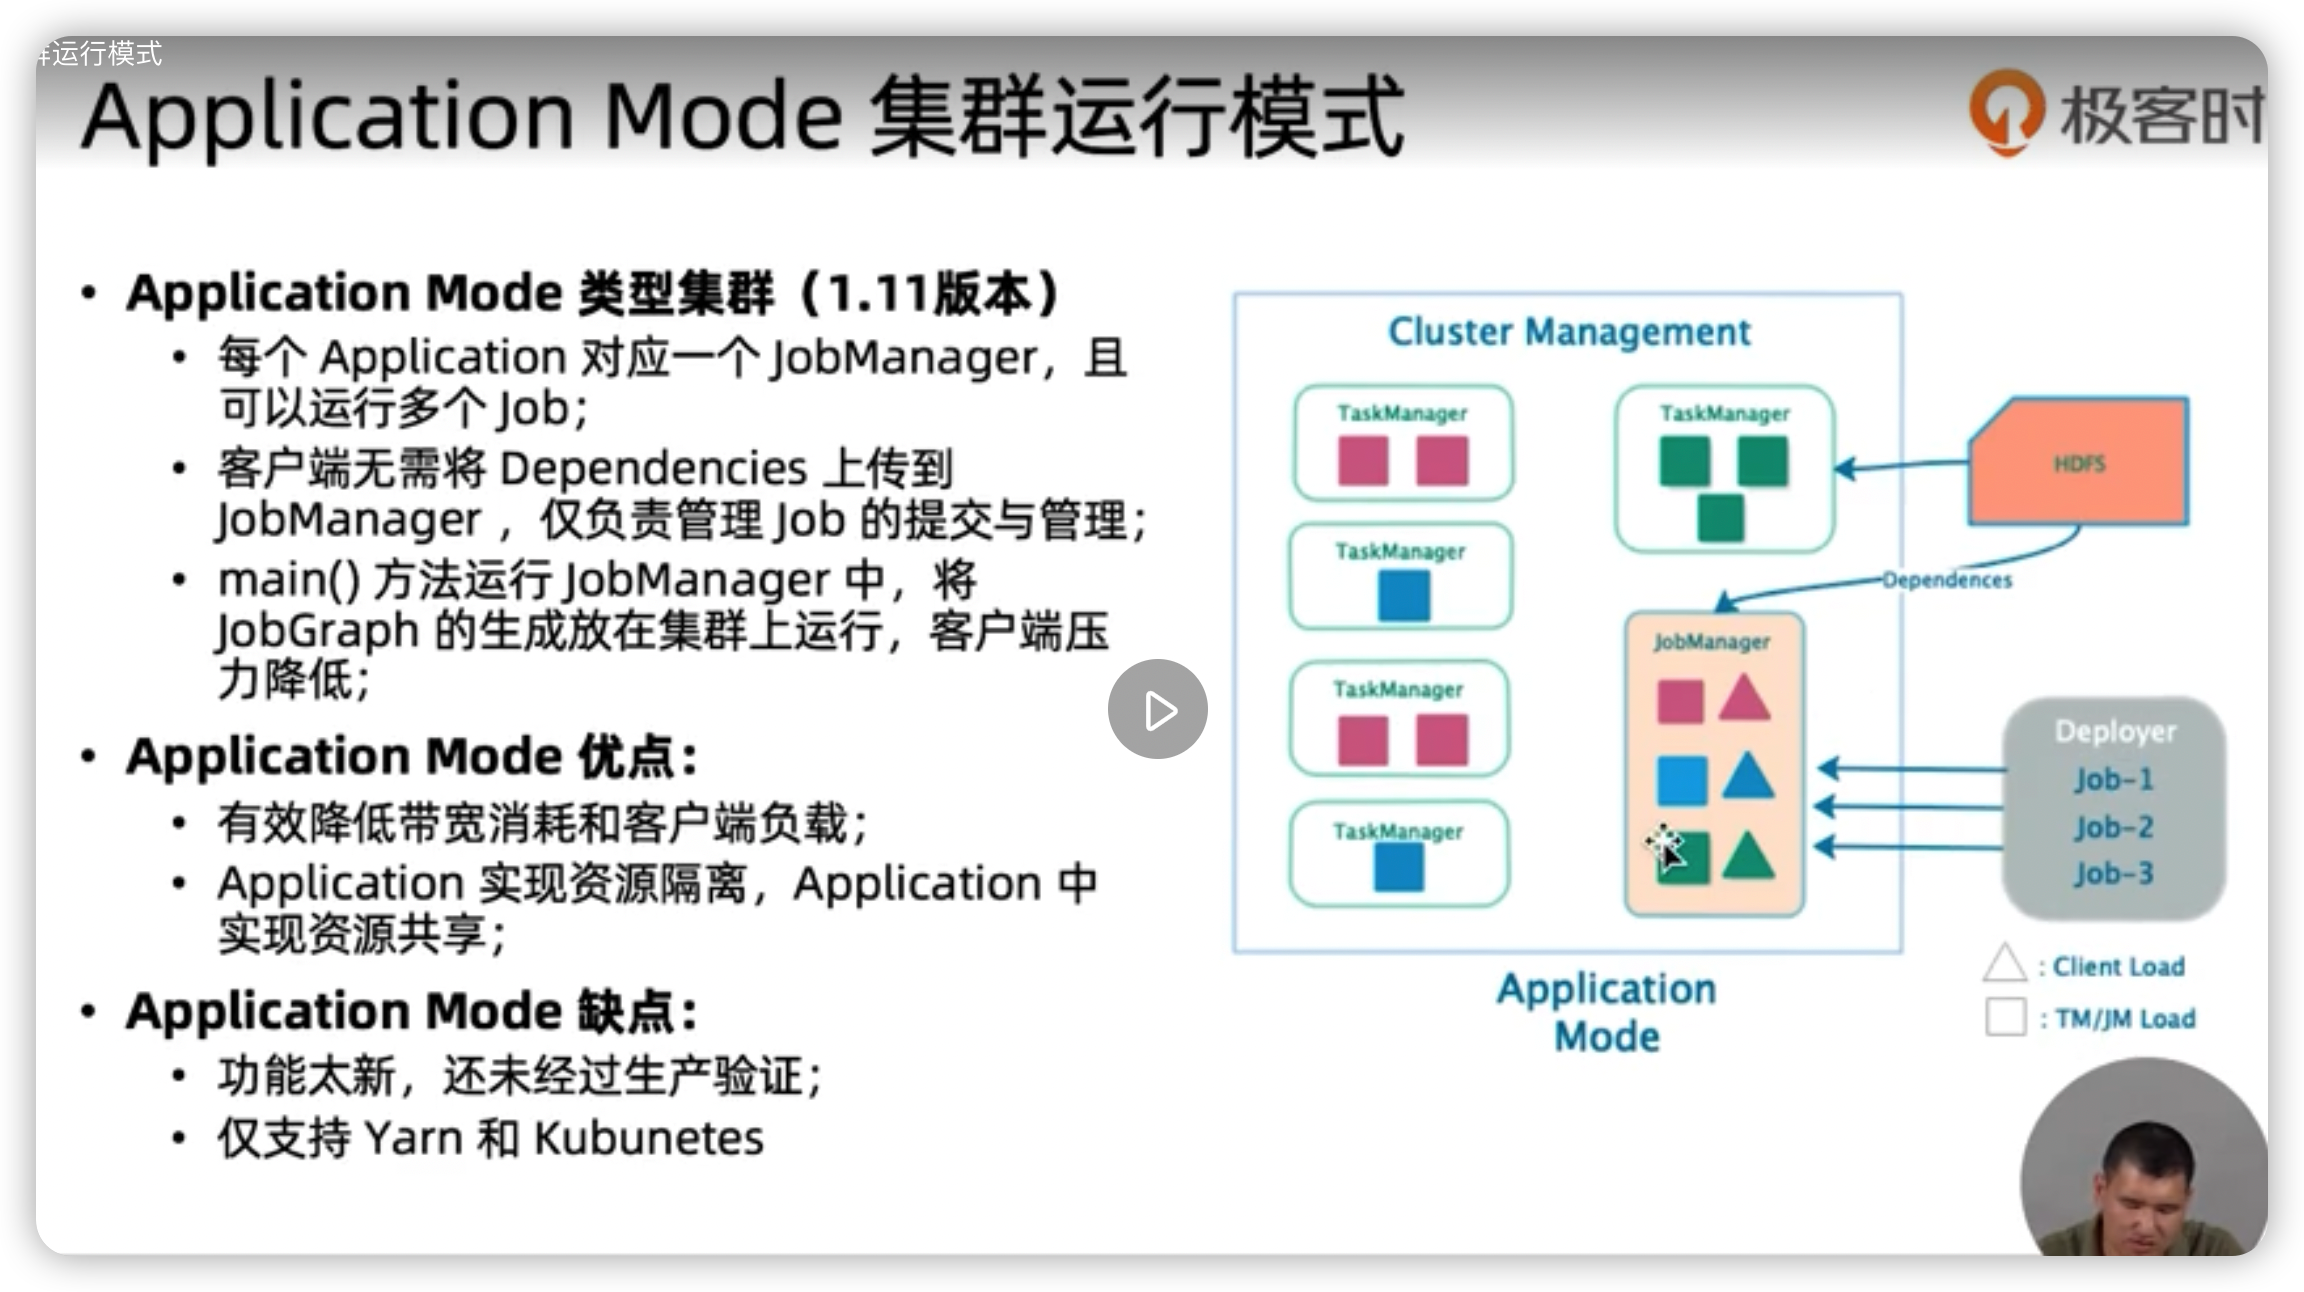 群运行模式
Application Mode 集群运行模式
极客时
• Application Mode 类型集群（1.11版本）
• 每个 Application 对应一个 JobManager，且
可以运行多个 Job；
• 客户端无需将 Dependencies 上传到
JobManager ，仅负责管理 Job 的提交与管理；
• main() 方法运行 JobManager 中，将
JobGraph 的生成放在集群上运行，客户端压
力降低；
• Application Mode 优点：
• 有效降低带宽消耗和客户端负载；
• Application 实现资源隔离，Application 中
实现资源共享；
• Application Mode 缺点：
• 功能太新，还未经过生产验证；
• 仅支持 Yarn 和 Kubunetes
Cluster Management
TaskManager
TaskManager
HDFS
TaskManager
Dependences
JobManager
TaskManager
TaskManager
Deployer
Job-1
Job-2
Job-3
Application
Mode
: Client Load
: TM/JM Load